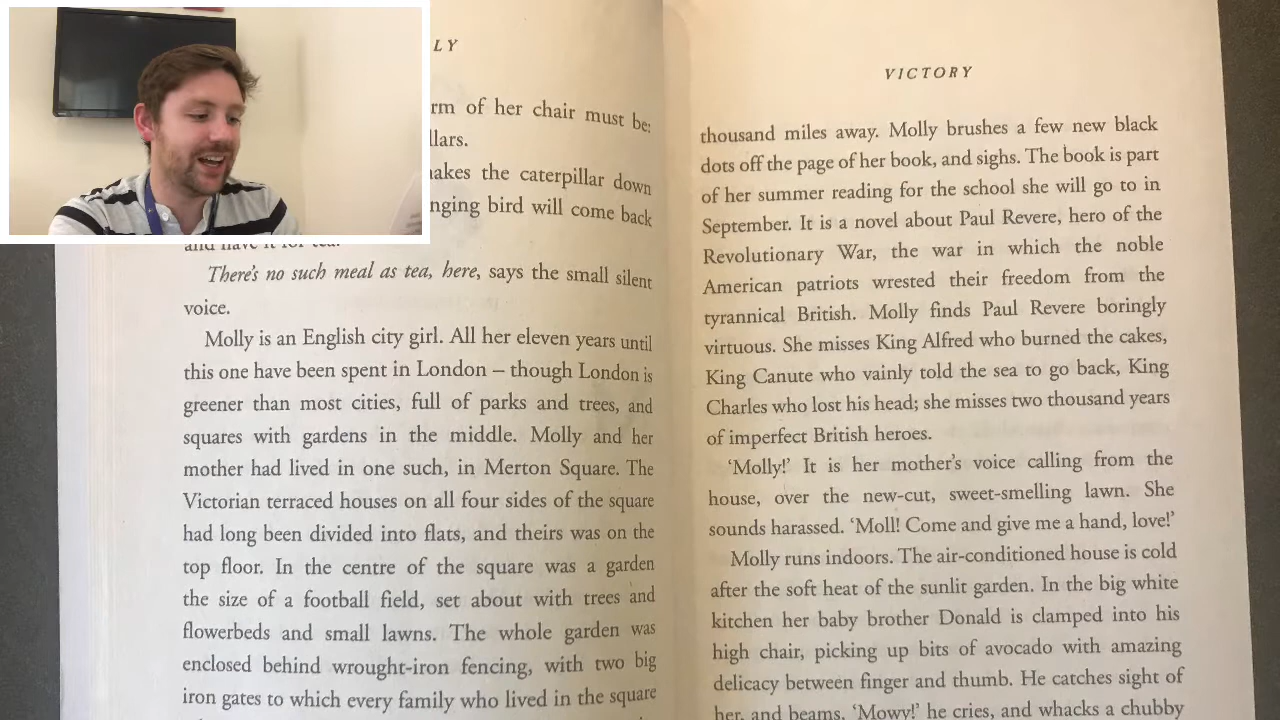 LY
rm of her chair must be:
llars.
akes the caterpillar down
nging bird will come back
and have it for tea.
There's no such meal as tea, here, says the small silent
voice.
Molly is an English city girl. All her eleven years until
this one have been spent in London – though London is
greener than most cities, full of parks and trees, and
squares with gardens in the middle. Molly and her
mother had lived in one such, in Merton Square. The
Victorian terraced houses on all four sides of the square
had long been divided into flats, and theirs was on the
top floor. In the centre of the square was a garden
the size of a football field, set about with trees and
flowerbeds and small lawns. The whole garden was
enclosed behind wrought-iron fencing, with two big
iron gates to which every family who lived in the square
VICTORY
thousand miles away. Molly brushes a few new black
dots off the page of her book, and sighs. The book is part
of her summer reading for the school she will go to in
September. It is a novel about Paul Revere, hero of the
Revolutionary War, the war in which the noble
American patriots wrested their freedom from the
tyrannical British. Molly finds Paul Revere boringly
virtuous. She misses King Alfred who burned the cakes,
King Canute who vainly told the sea to go back, King
Charles who lost his head; she misses two thousand years
of imperfect British heroes.
'Molly!' It is her mother's voice calling from the
house, over the new-cut, sweet-smelling lawn. She
sounds harassed. 'Moll! Come and give me a hand, love!'
Molly runs indoors. The air-conditioned house is cold
after the soft heat of the sunlit garden. In the big white
kitchen her baby brother Donald is clamped into his
high chair, picking up bits of avocado with amazing
delicacy between finger and thumb. He catches sight of
her, and beams. 'Mowy!' he cries, and whacks a chubby